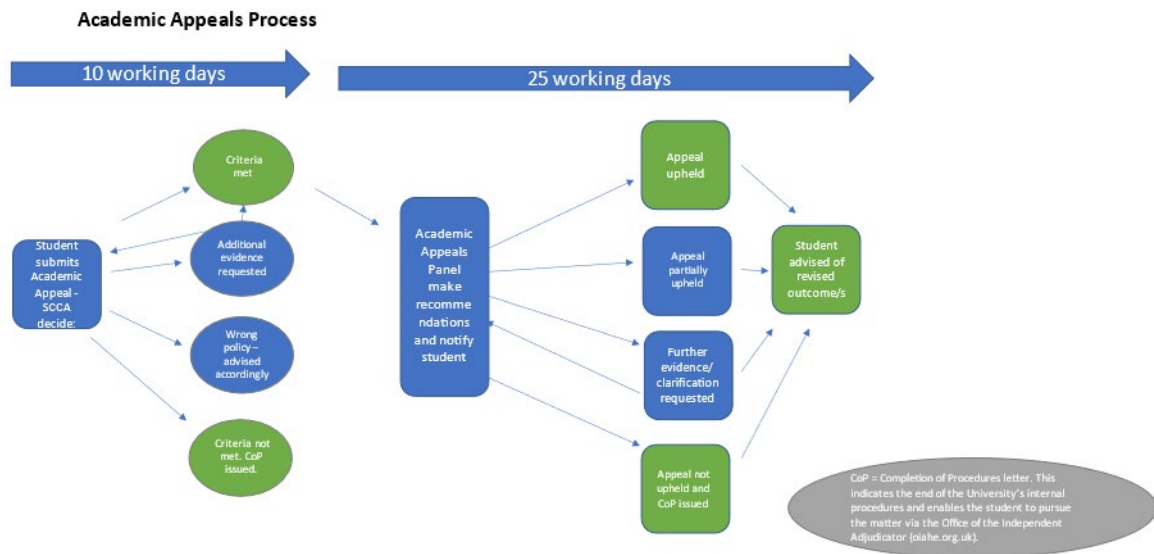 Academic Appeals Process
10 working days
25 working days
Criteria
met
Student
submits
Academic
Appeal -
SCCA
decide:
Additional
evidence
requested
Wrong
policy –
advised
accordingly
Criteria not
met. CoP
issued.
Academic
Appeals
Panel
make
recomme
ndations
and notify
student
Appeal
upheld
Appeal
partially
upheld
Further
evidence/
clarification
requested
Appeal not
upheld and
CoP issued
Student
advised of
revised
outcome/s
CoP = Completion of Procedures letter. This
indicates the end of the University's internal
procedures and enables the student to pursue
the matter via the Office of the Independent
Adjudicator (oiahe.org.uk).